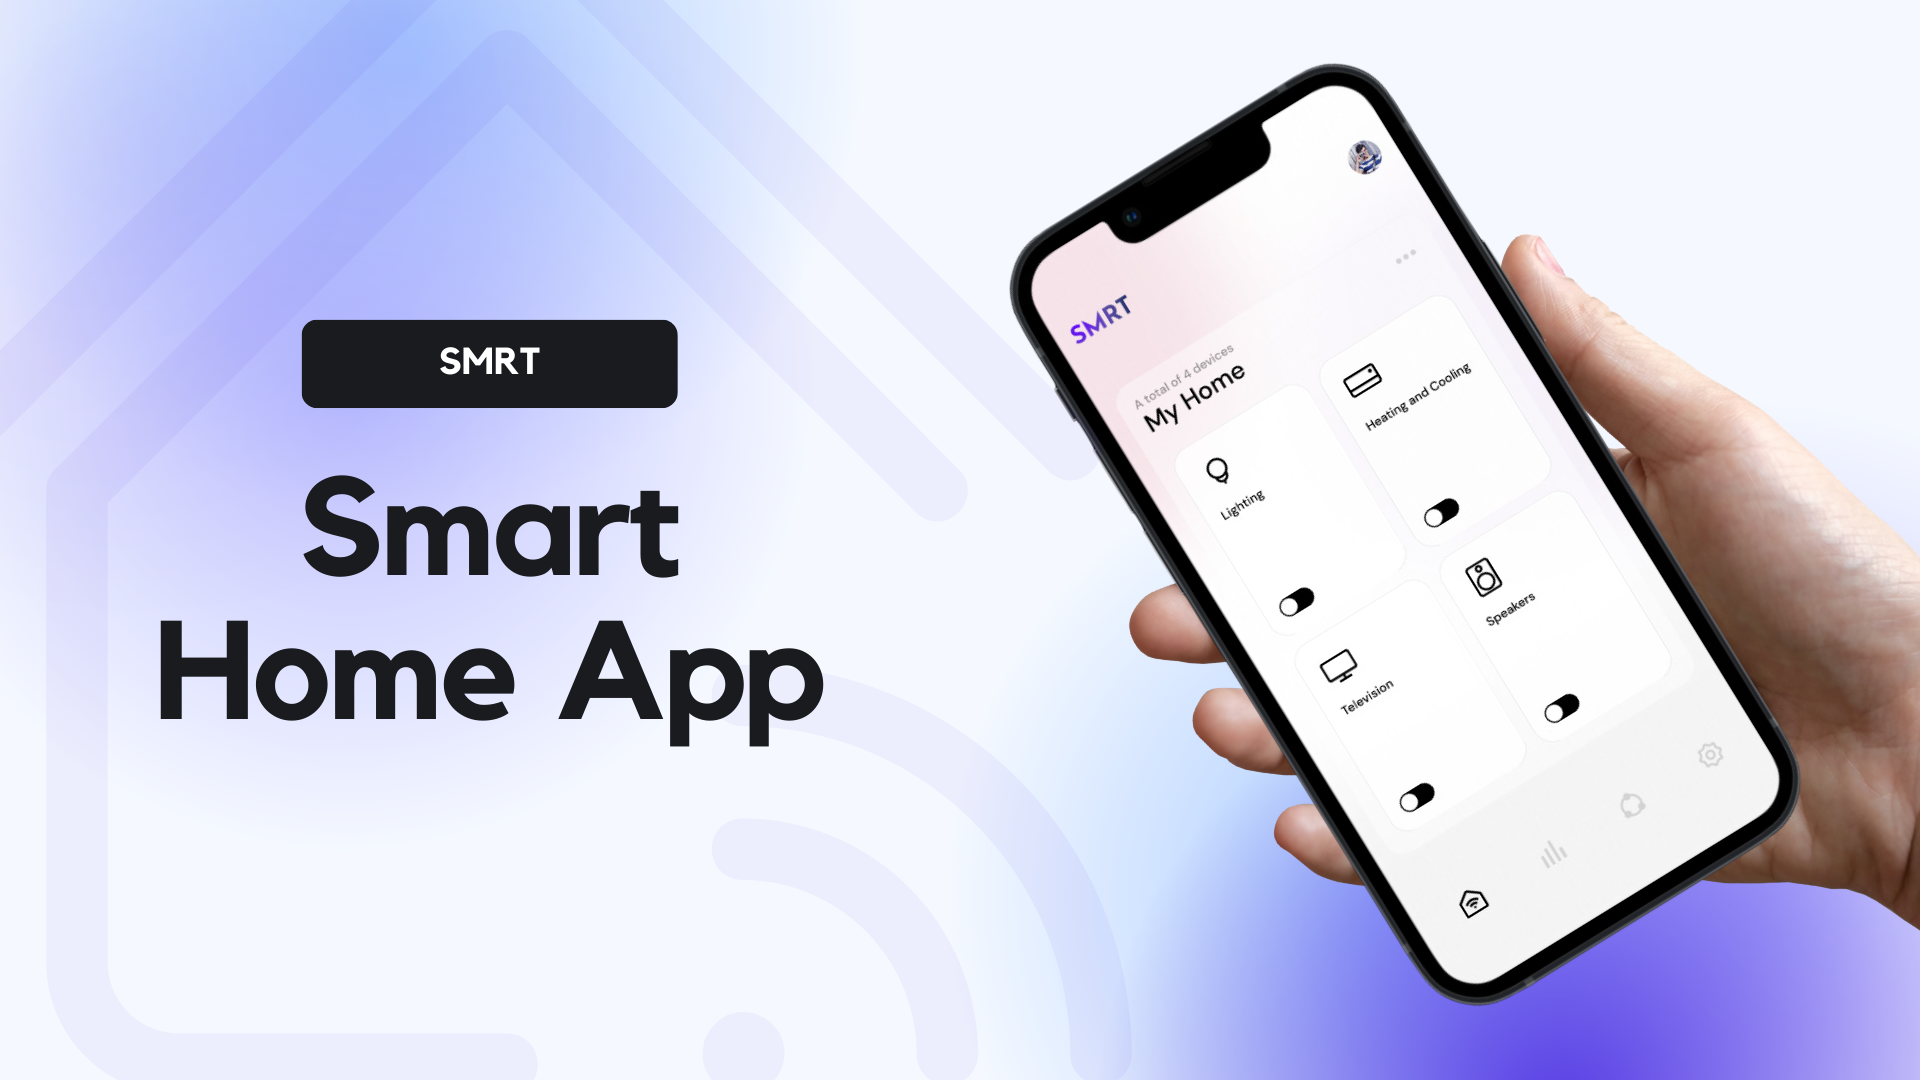 SMRT
Smart
Home App
SMRT
A total of 4 devices
My Home
Lighting
Heating and Cooling
Television
Speakers